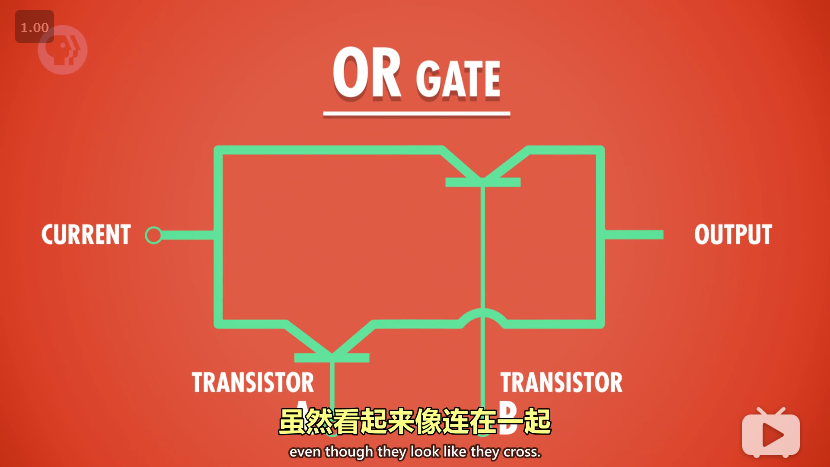 1.00
OR GATE
CURRENT
OUTPUT
TRANSISTOR
TRANSISTOR
B
虽然看起来像连在一起
even though they look like they cross.